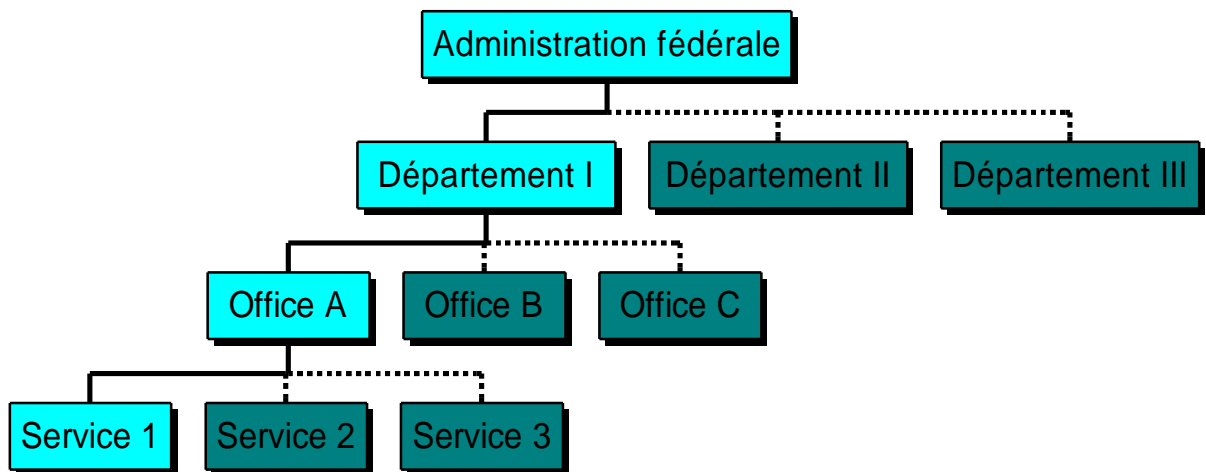 Administration fédérale
Département I
Département II
Département III
Office A
Office B
Office C
Service 1
Service 2
Service 3